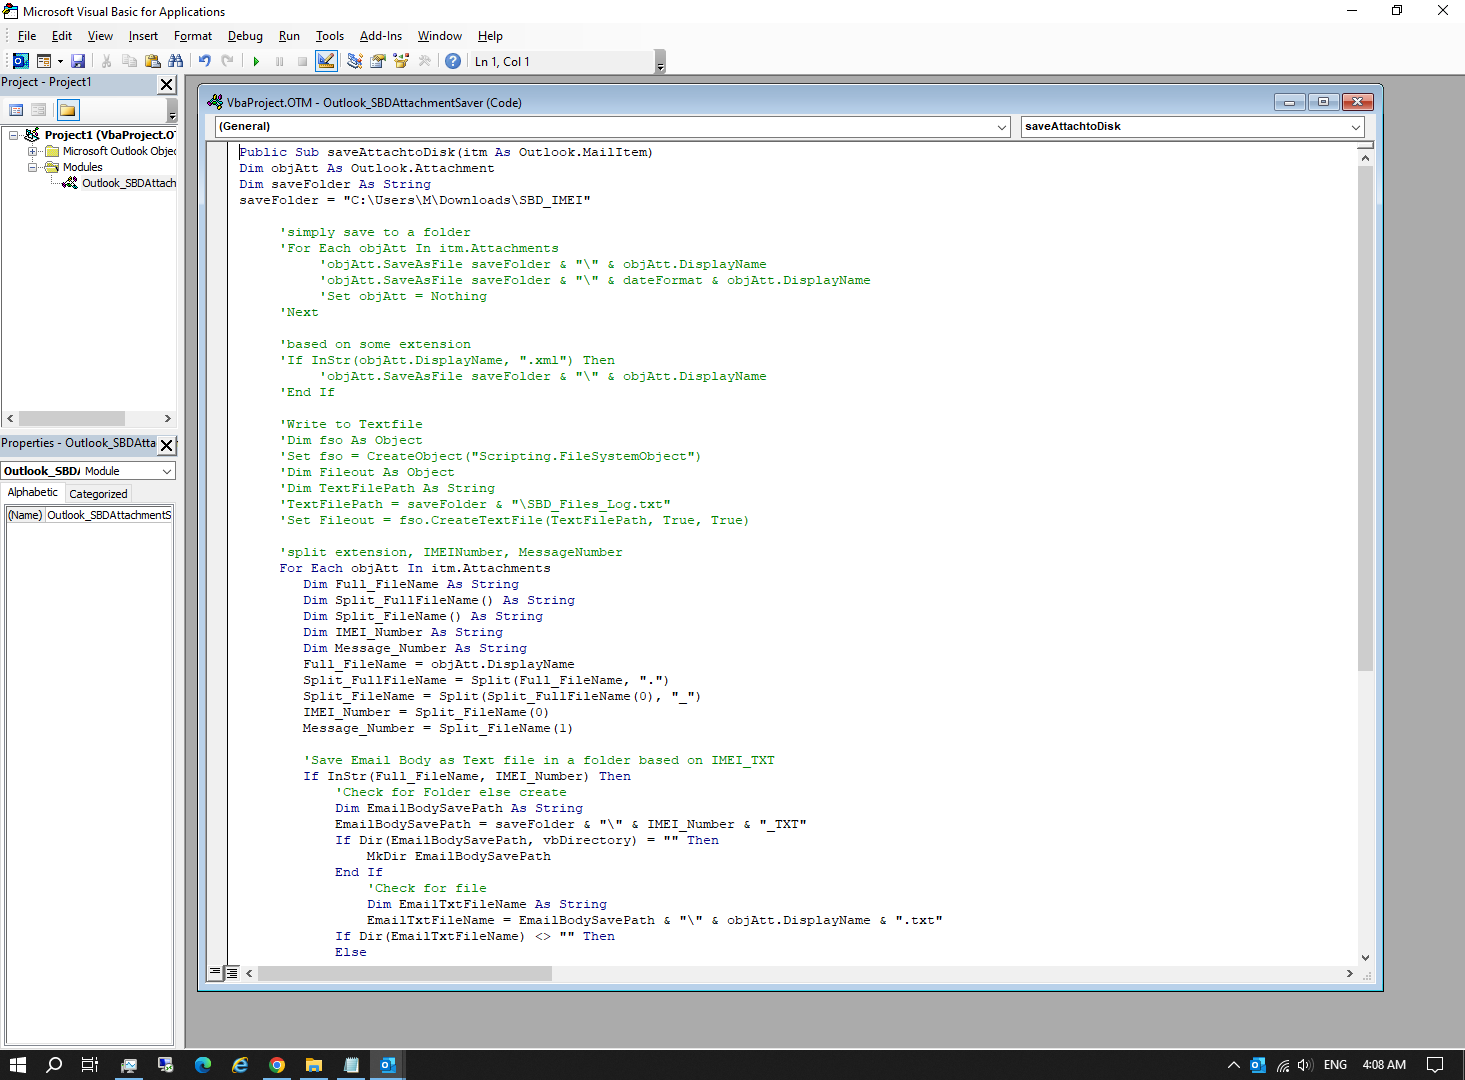 Microsoft Visual Basic for Applications
File Edit View Insert Format Debug Run Tools Add-Ins Window Help
Ln 1, Col 1
Project - Project1
Project1 (VbaProject.O
Microsoft Outlook Objec
Modules
Outlook_SBDAttach
Properties - Outlook_SBDAtta
Outlook_SBD Module
Alphabetic Categorized
(Name) Outlook_SBDAttachmentS
VbaProject.OTM - Outlook_SBDAttachmentSaver (Code)
(General) saveAttachtoDisk
Public Sub saveAttachtoDisk(itm As Outlook.MailItem)
Dim objAtt As Outlook.Attachment
Dim saveFolder As String
saveFolder = "C:\Users\M\Downloads\SBD_IMEI"
'simply save to a folder
'For Each objAtt In itm.Attachments
'objAtt.SaveAsFile saveFolder & "\" & objAtt.DisplayName
'objAtt.SaveAsFile saveFolder & "\" & dateFormat & objAtt.DisplayName
'Set objAtt = Nothing
'Next
'based on some extension
'If InStr(objAtt.DisplayName, ".xml") Then
'objAtt.SaveAsFile saveFolder & "\" & objAtt.DisplayName
'End If
'Write to Textfile
'Dim fso As Object
'Set fso = CreateObject("Scripting.FileSystemObject")
'Dim Fileout As Object
'Dim TextFilePath As String
'TextFilePath = saveFolder & "\SBD_Files_Log.txt"
'Set Fileout = fso.CreateTextFile(TextFilePath, True, True)
'split extension, IMEINumber, MessageNumber
For Each objAtt In itm.Attachments
Dim Full_FileName As String
Dim Split_FullFileName() As String
Dim Split_FileName() As String
Dim IMEI_Number As String
Dim Message_Number As String
Full_FileName = objAtt.DisplayName
Split_FullFileName = Split(Full_FileName, ".")
Split_FileName = Split(Split_FullFileName(0), "_")
IMEI_Number = Split_FileName(0)
Message_Number = Split_FileName(1)
'Save Email Body as Text file in a folder based on IMEI_TXT
If InStr(Full_FileName, IMEI_Number) Then
'Check for Folder else create
Dim EmailBodySavePath As String
EmailBodySavePath = saveFolder & "\" & IMEI_Number & "_TXT"
If Dir(EmailBodySavePath, vbDirectory) = "" Then
MkDir EmailBodySavePath
End If
'Check for file
Dim EmailTxtFileName As String
EmailTxtFileName = EmailBodySavePath & "\" & objAtt.DisplayName & ".txt"
If Dir(EmailTxtFileName) <> "" Then
Else
ENG 4:08 AM